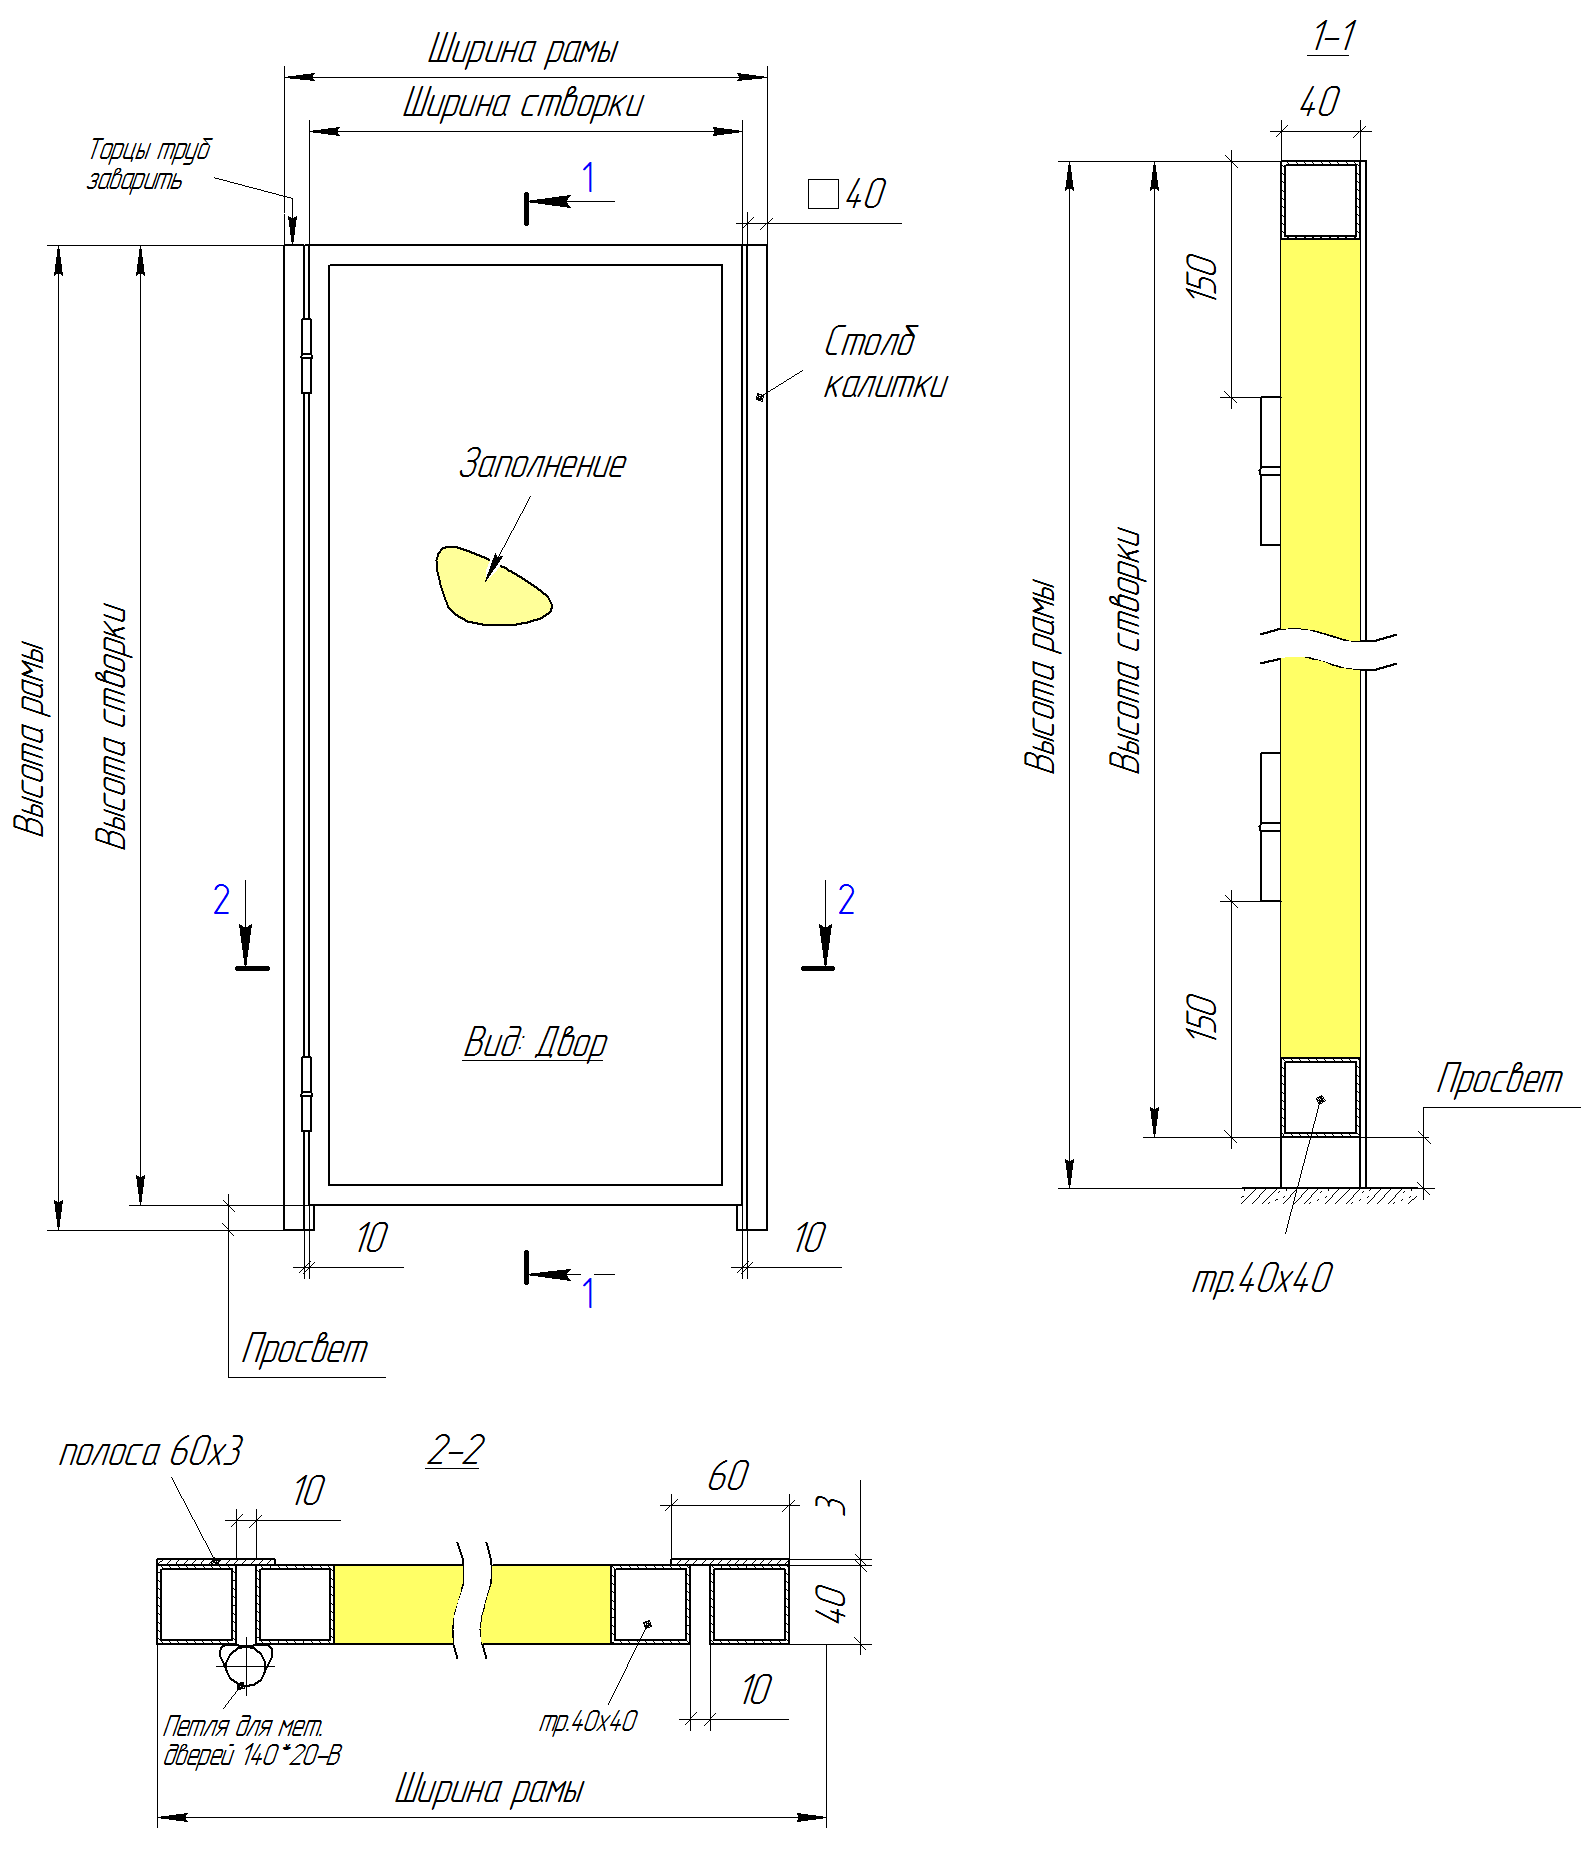 Ширина рамы
Ширина створки
Торцы труб
заварить
1
40
Столб
калитки
Заполнение
Высота рамы
Высота створки
2
2
Вид: Двор
10
10
1
Просвет
1-1
40
150
Высота рамы
Высота створки
150
Просвет
тр.40х40
2-2
полоса 60х3
10
60
3
40
10
тр.40х40
Петля для мет.
дверей 140*20-В
Ширина рамы